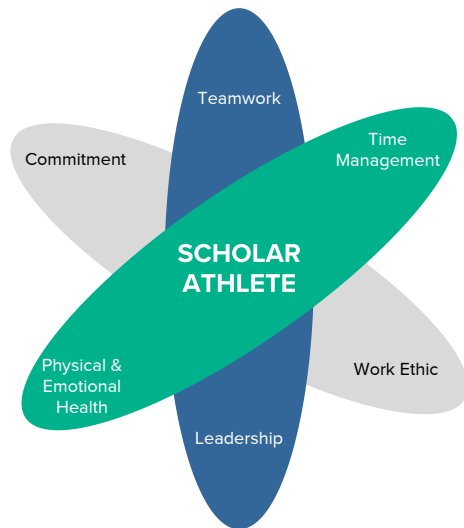 Teamwork
Time
Management
Commitment
SCHOLAR
ATHLETE
Physical &
Emotional
Health
Work Ethic
Leadership